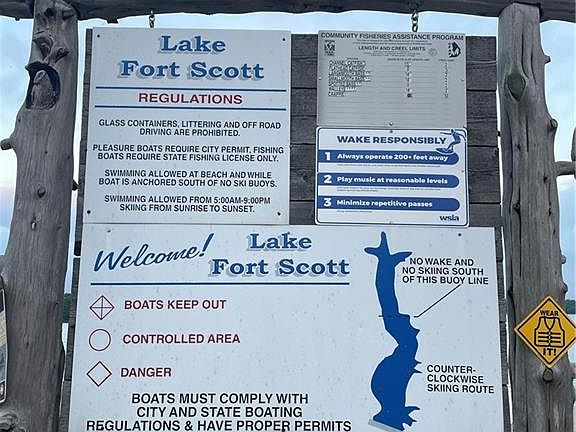 Lake
Fort Scott
REGULATIONS
GLASS CONTAINERS, LITTERING AND OFF ROAD
DRIVING ARE PROHIBITED.
PLEASURE BOATS REQUIRE CITY PERMIT, FISHING
BOATS REQUIRE STATE FISHING LICENSE ONLY.
SWIMMING ALLOWED AT BEACH AND WHILE
BOAT IS ANCHORED SOUTH OF NO SKI BUOYS.
SWIMMING ALLOWED FROM 5:00AM-9:00PM
SKIING FROM SUNRISE TO SUNSET.
COMMUNITY FISHERIES ASSISTANCE PROGRAM
LENGTH AND CREEL LIMITS
WAKE RESPONSIBLY
1 Always operate 200+ feet away
2 Play music at reasonable levels
3 Minimize repetitive passes
wsia
Welcome!
Lake
Fort Scott
BOATS KEEP OUT
CONTROLLED AREA
DANGER
BOATS MUST COMPLY WITH
CITY AND STATE BOATING
REGULATIONS & HAVE PROPER PERMITS
NO WAKE AND
NO SKIING SOUTH
OF THIS BUOY LINE
COUNTER-
CLOCKWISE
SKIING ROUTE
WEAR
IT!